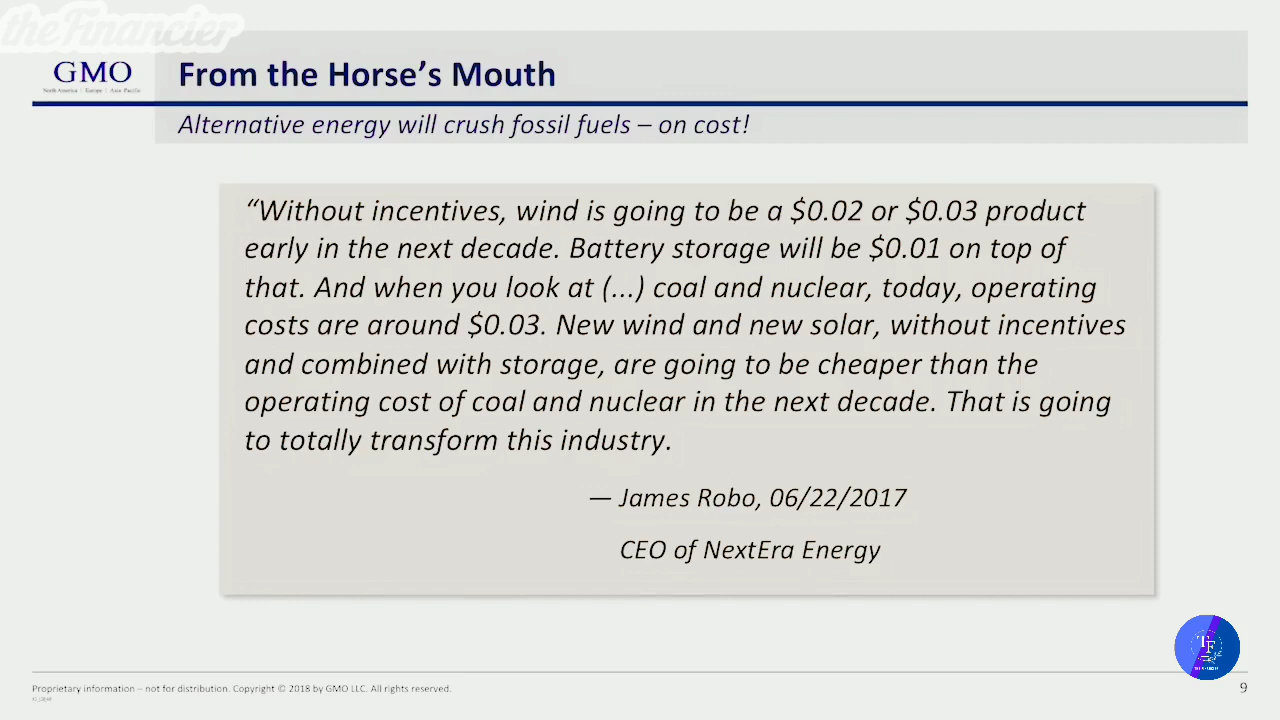 theFinancier
GMO
North America | Europe | Asia-Pacific
From the Horse’s Mouth
Alternative energy will crush fossil fuels – on cost!
“Without incentives, wind is going to be a $0.02 or $0.03 product
early in the next decade. Battery storage will be $0.01 on top of
that. And when you look at (...) coal and nuclear, today, operating
costs are around $0.03. New wind and new solar, without incentives
and combined with storage, are going to be cheaper than the
operating cost of coal and nuclear in the next decade. That is going
to totally transform this industry.
— James Robo, 06/22/2017
CEO of NextEra Energy
TF
THE FINANCIER
Proprietary information – not for distribution. Copyright © 2018 by GMO LLC. All rights reserved.
9